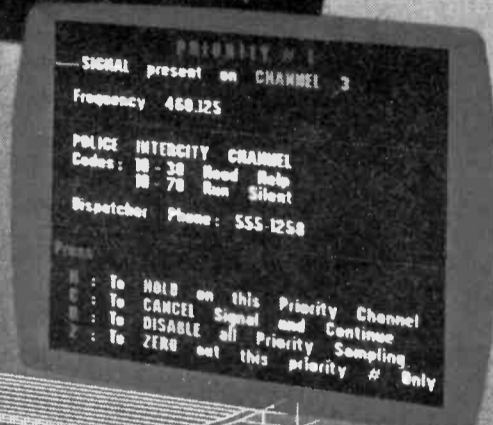 PRIORITY # 1
SIGNAL present on CHANNEL 3
Frequency 460.125
POLICE INTERCITY CHANNEL
Codes: 10 - 30 Need Help
10 - 70 Run Silent
Dispatcher Phone: 555-1258
Press
H : To HOLD on this Priority Channel
C : To CANCEL Signal and Continue
: To DISABLE all Priority Sampling
Z : To ZERO out this priority # Only